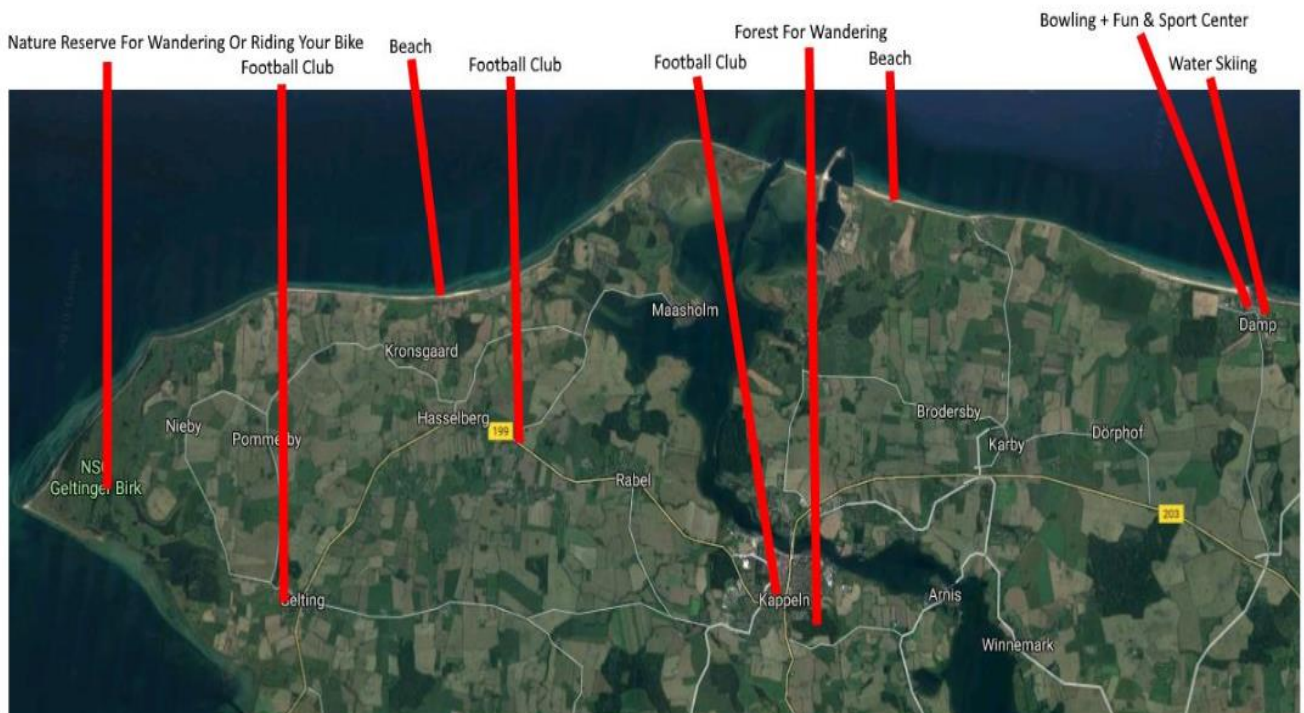 Bowling + Fun & Sport Center
Nature Reserve For Wandering Or Riding Your Bike
Beach
Forest For Wandering
Football Club
Football Club
Football Club
Beach
Water Skiing
Maasholm
Damp
Kronsgaard
Hasselberg
199
Brodersby
Nieby
Pommerby
Karby
Dörphof
NSG
Geltinger Birk
Rabel
203
Gelting
Kappeln
Arnis
Winnemark